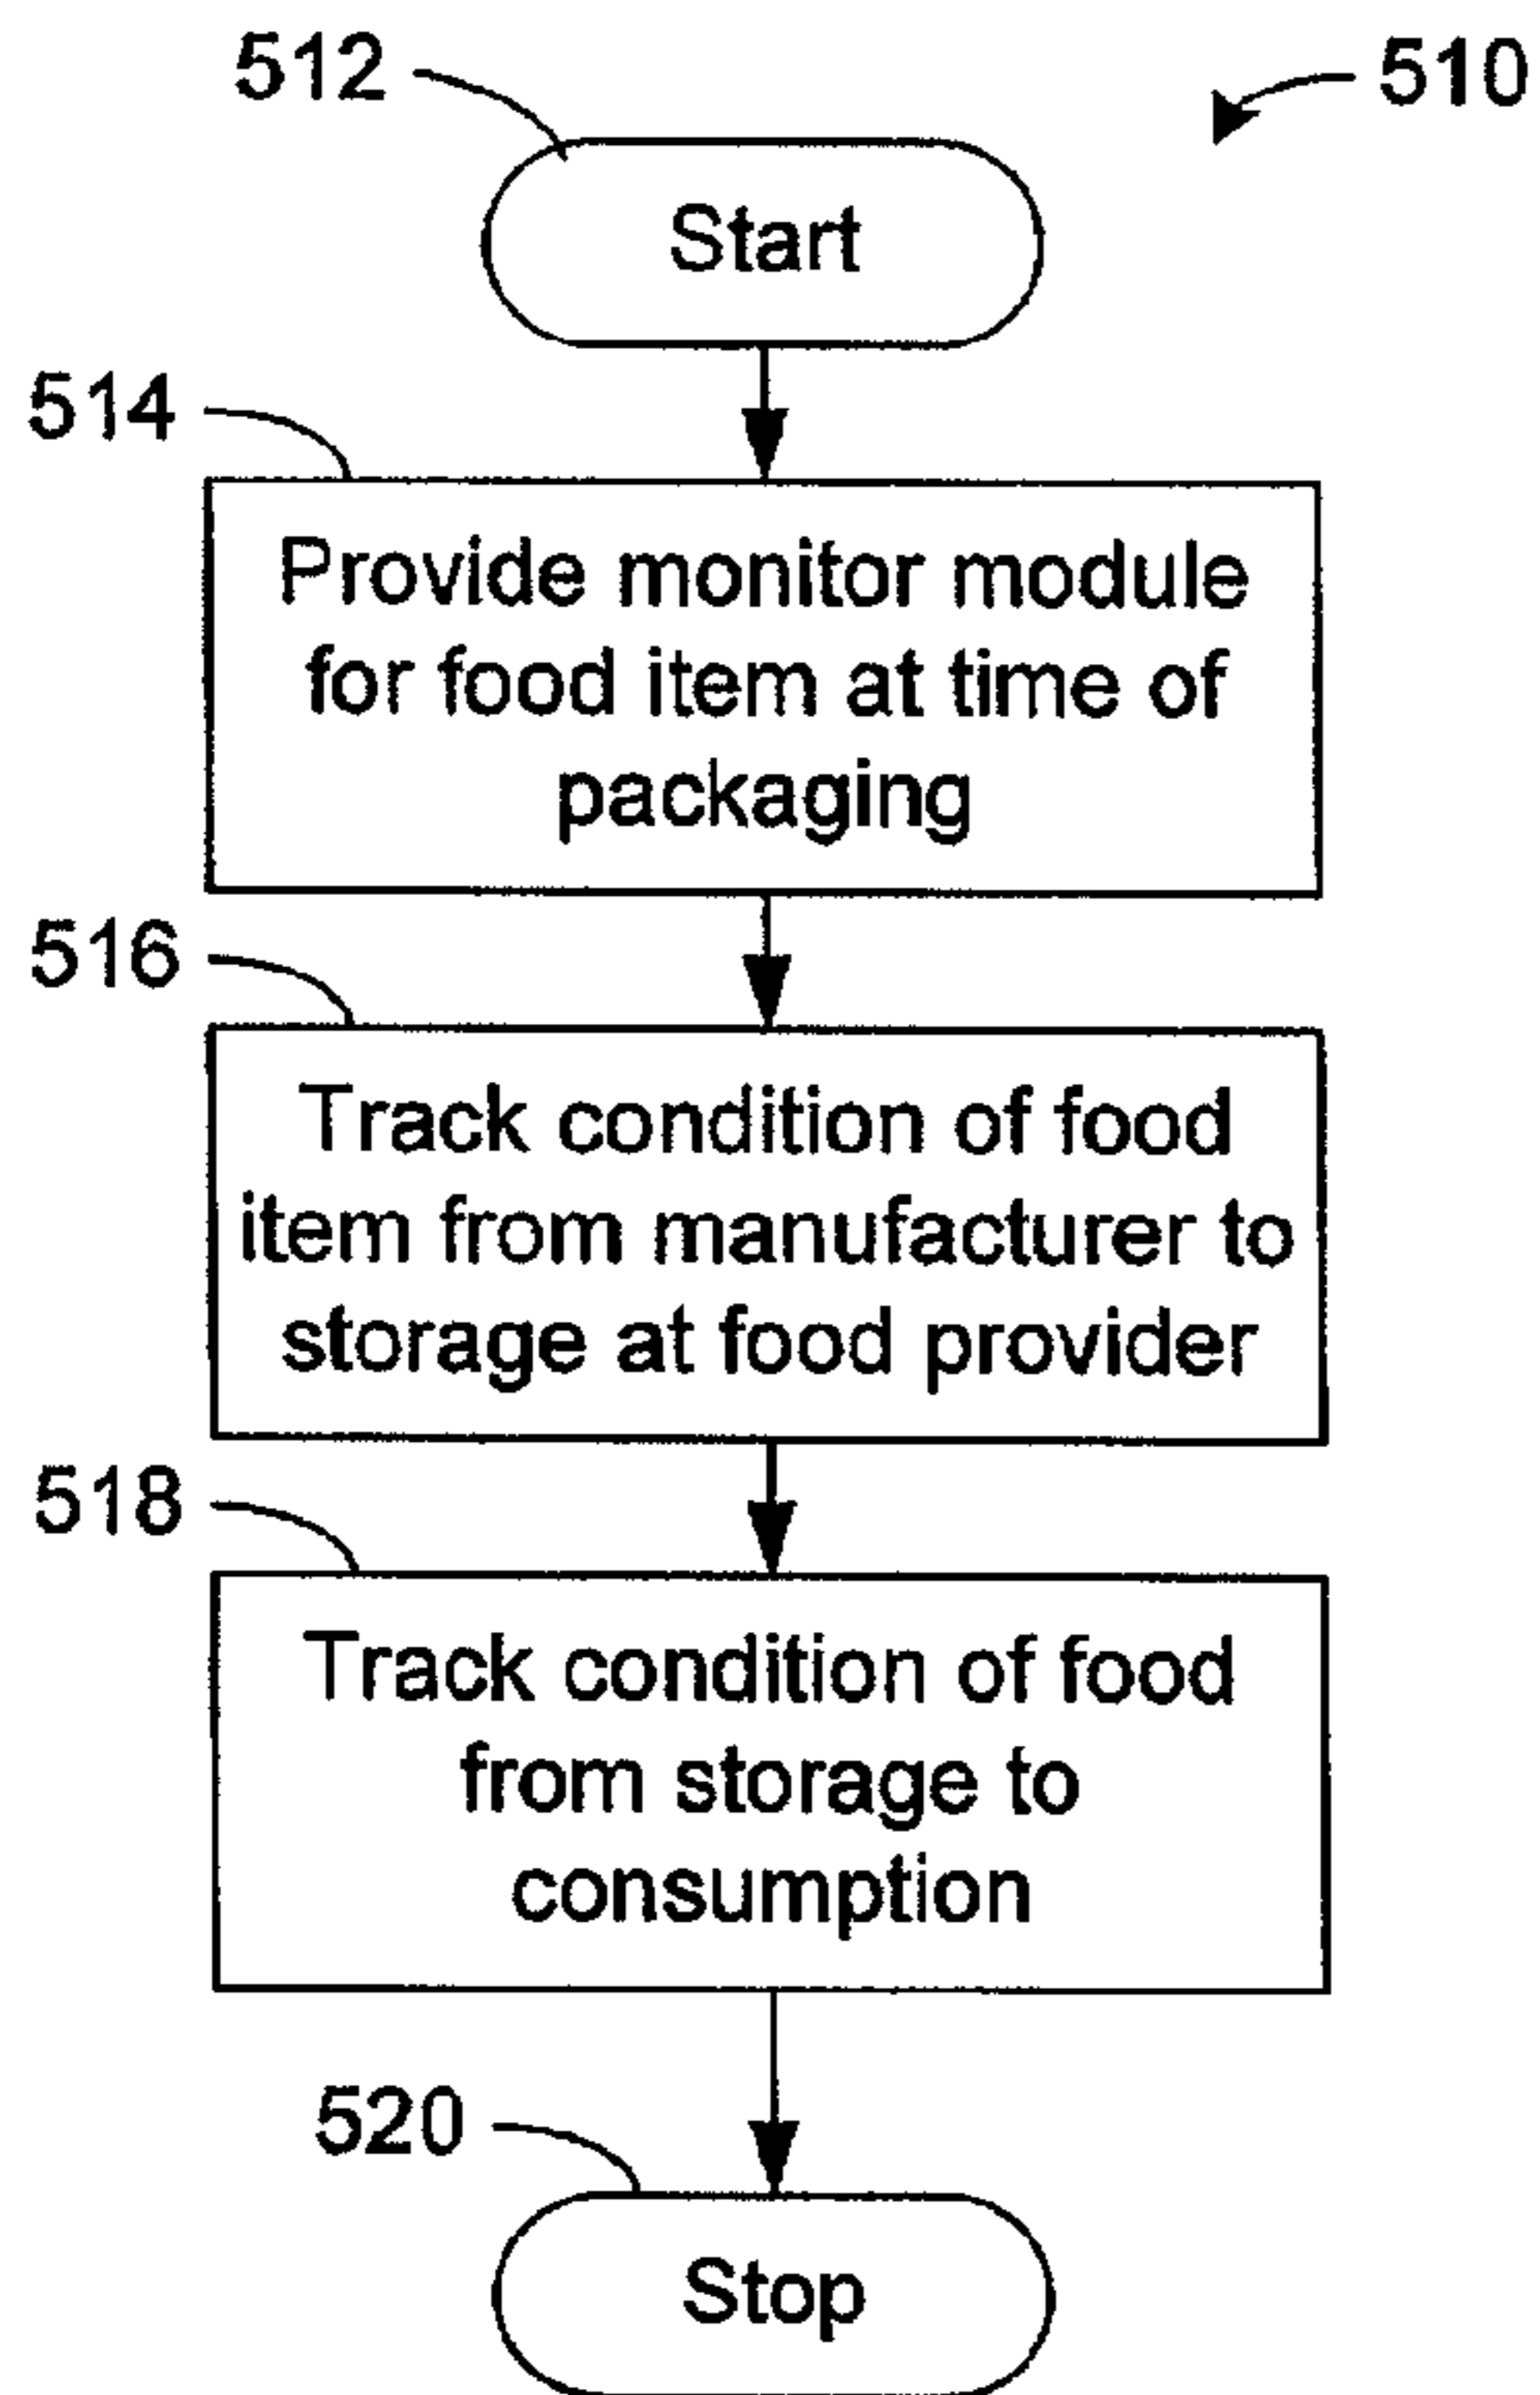 512
510
Start
514
Provide monitor module
for food item at time of
packaging
516
Track condition of food
item from manufacturer to
storage at food provider
518
Track condition of food
from storage to
consumption
520
Stop